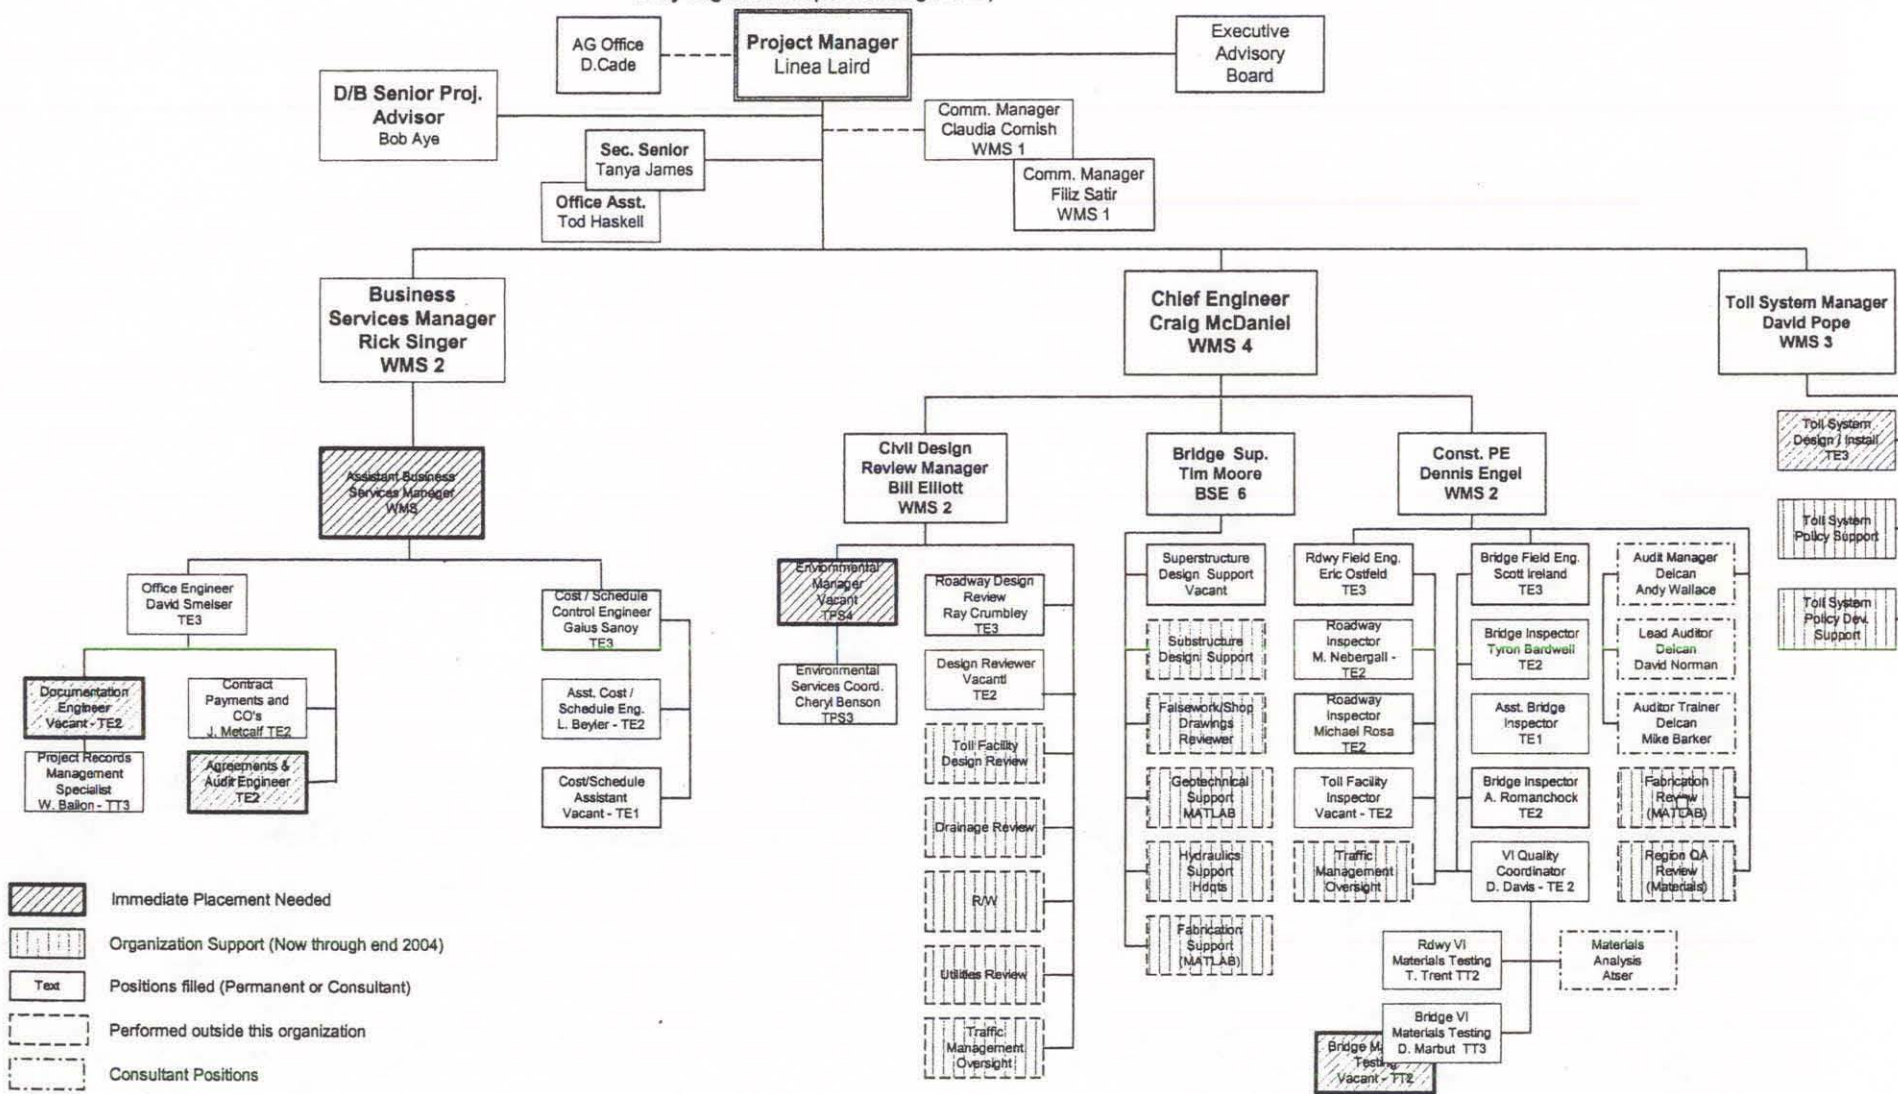 AG Office
D.Cade
Project Manager
Linea Laird
Executive
Advisory
Board
D/B Senior Proj.
Advisor
Bob Aye
Comm. Manager
Claudia Cornish
WMS 1
Sec. Senior
Tanya James
Comm. Manager
Filiz Satir
WMS 1
Office Asst.
Tod Haskell
Business
Services Manager
Rick Singer
WMS 2
Chief Engineer
Craig McDaniel
WMS 4
Toll System Manager
David Pope
WMS 3
Assistant Business
Services Manager
WMS
Civil Design
Review Manager
Bill Elliott
WMS 2
Bridge Sup.
Tim Moore
BSE 6
Const. PE
Dennis Engel
WMS 2
Toll System
Design / Install
TE3
Toll System
Policy Support
Toll System
Policy Dev.
Support
Office Engineer
David Smelser
TE3
Cost / Schedule
Control Engineer
Gaius Sanoy
TE3
Documentation
Engineer
Vacant - TE2
Contract
Payments and
CO's
J. Metcalf TE2
Asst. Cost /
Schedule Eng.
L. Beyler - TE2
Project Records
Management
Specialist
W. Ballon - TT3
Agreements &
Audit Engineer
TE2
Cost/Schedule
Assistant
Vacant - TE1
Enviornmental
Manager
Vacant
TPS4
Environmental
Services Coord.
Cheryl Benson
TPS3
Roadway Design
Review
Ray Crumbley
TE3
Design Reviewer
Vacantl
TE2
Toll Facility
Design Review
Drainage Review
R/W
Utilities Review
Traffic
Management
Oversight
Superstructure
Design Support
Vacant
Substructure
Design Support
Falsework/Shop
Drawings
Reviewer
Geotechnical
Support
MATLAB
Hydraulics
Support
Hdqts
Fabrication
Support
(MATLAB)
Rdwy Field Eng.
Eric Ostfeld
TE3
Roadway
Inspector
M. Nebergall -
TE2
Roadway
Inspector
Michael Rosa
TE2
Toll Facility
Inspector
Vacant - TE2
Traffic
Management
Oversight
Bridge Field Eng.
Scott Ireland
TE3
Bridge Inspector
Tyron Bardwell
TE2
Asst. Bridge
Inspector
TE1
Bridge Inspector
A. Romanchock
TE2
VI Quality
Coordinator
D. Davis - TE 2
Audit Manager
Delcan
Andy Wallace
Lead Auditor
Delcan
David Norman
Auditor Trainer
Delcan
Mike Barker
Fabrication
Review
(MATLAB)
Region QA
Review
(Materials)
Rdwy VI
Materials Testing
T. Trent TT2
Materials
Analysis
Atser
Bridge VI
Materials Testing
D. Marbut TT3
Bridge M
Testing
Vacant - TT2
Immediate Placement Needed
Organization Support (Now through end 2004)
Text
Positions filled (Permanent or Consultant)
Performed outside this organization
Consultant Positions